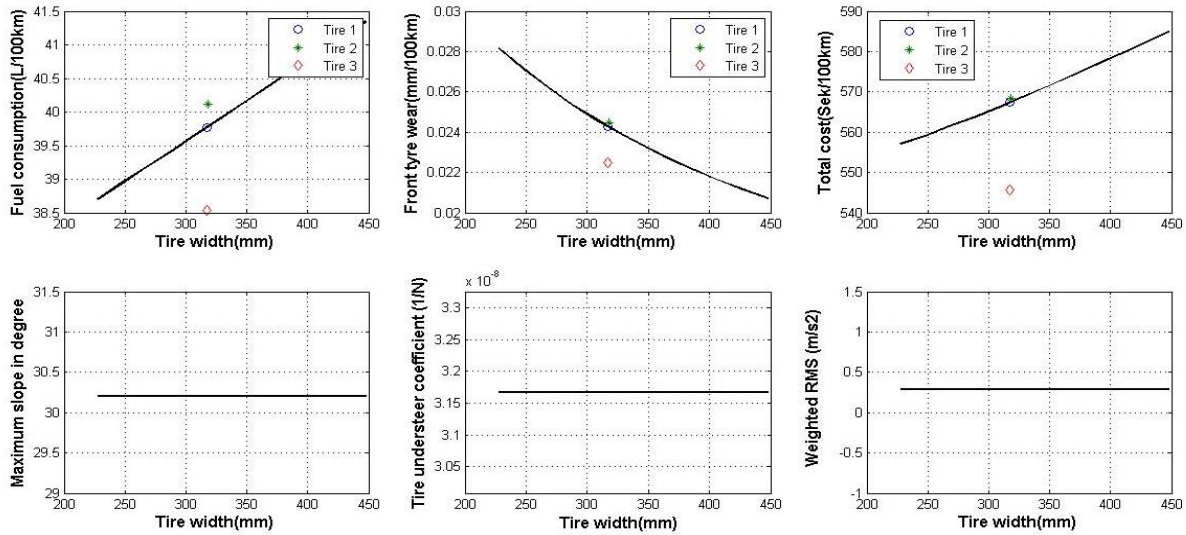 Fuel consumption(L/100km)
41.5
41
40.5
40
39.5
39
38.5
200 250 300 350 400 450
Tire width(mm)
Tire 1
Tire 2
Tire 3
Front tyre wear(mm/100km)
0.03
0.028
0.026
0.024
0.022
0.02
200 250 300 350 400 450
Tire width(mm)
Tire 1
Tire 2
Tire 3
Total cost(Sek/100km)
590
580
570
560
550
540
200 250 300 350 400 450
Tire width(mm)
Tire 1
Tire 2
Tire 3
Maximum slope in degree
31.5
31
30.5
30
29.5
29
200 250 300 350 400 450
Tire width(mm)
Tire understeer coefficient (1/N)
x 10-8
3.3
3.25
3.2
3.15
3.1
3.05
200 250 300 350 400 450
Tire width(mm)
Weighted RMS (m/s2)
1.5
1
0.5
0
-0.5
-1
200 250 300 350 400 450
Tire width(mm)